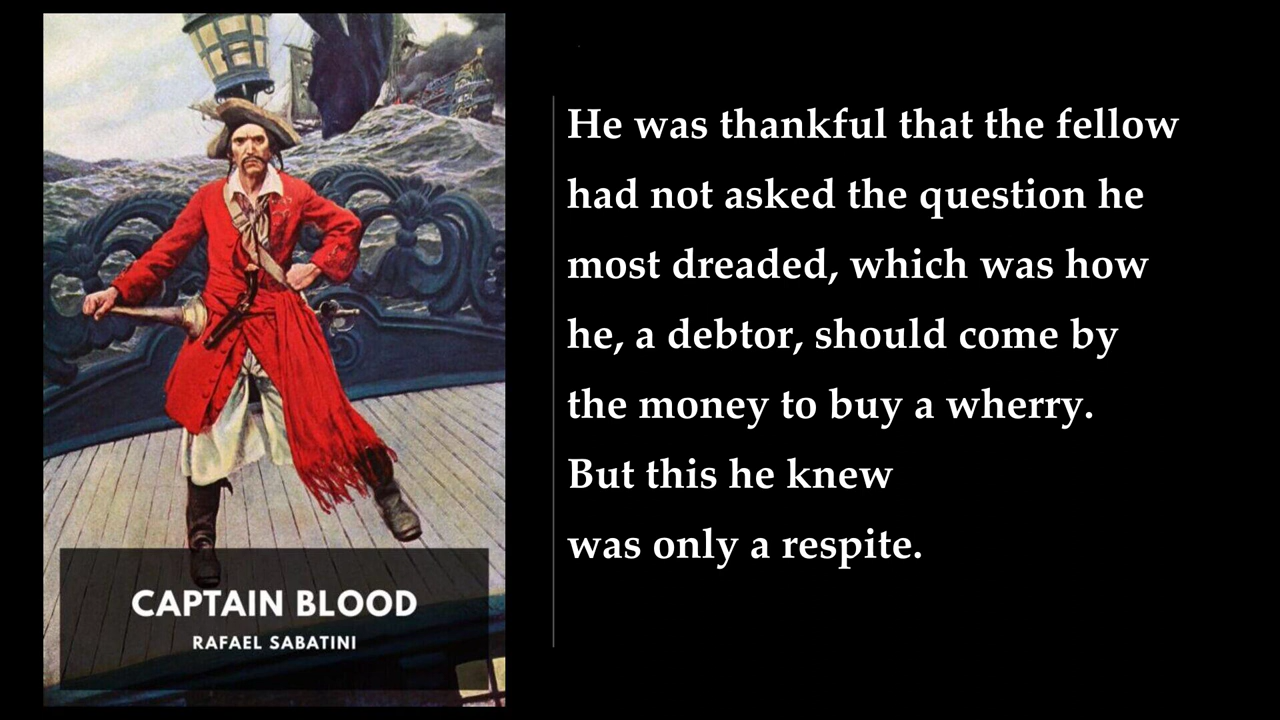 CAPTAIN BLOOD
RAFAEL SABATINI
He was thankful that the fellow
had not asked the question he
most dreaded, which was how
he, a debtor, should come by
the money to buy a wherry.
But this he knew
was only a respite.